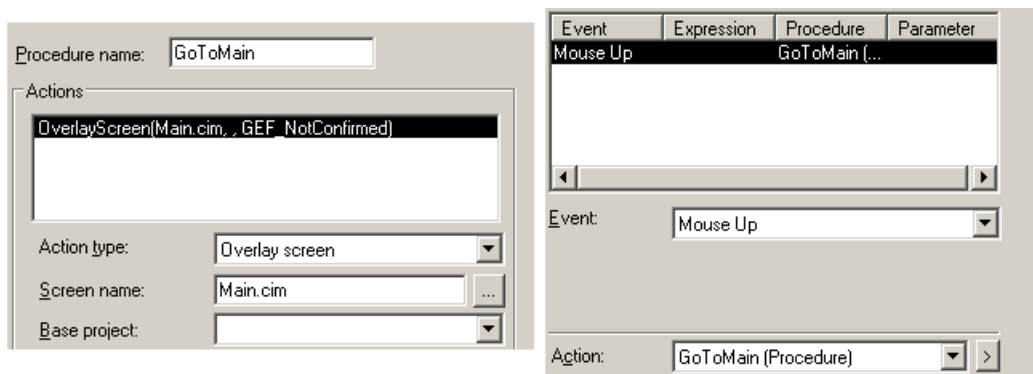 Procedure name: GoToMain
Actions
OverlayScreen(Main.cim, , GEF_NotConfirmed)
Action type: Overlay screen
Screen name: Main.cim ...
Base project:
Event Expression Procedure Parameter
Mouse Up GoToMain (...
Event: Mouse Up
Action: GoToMain (Procedure) >